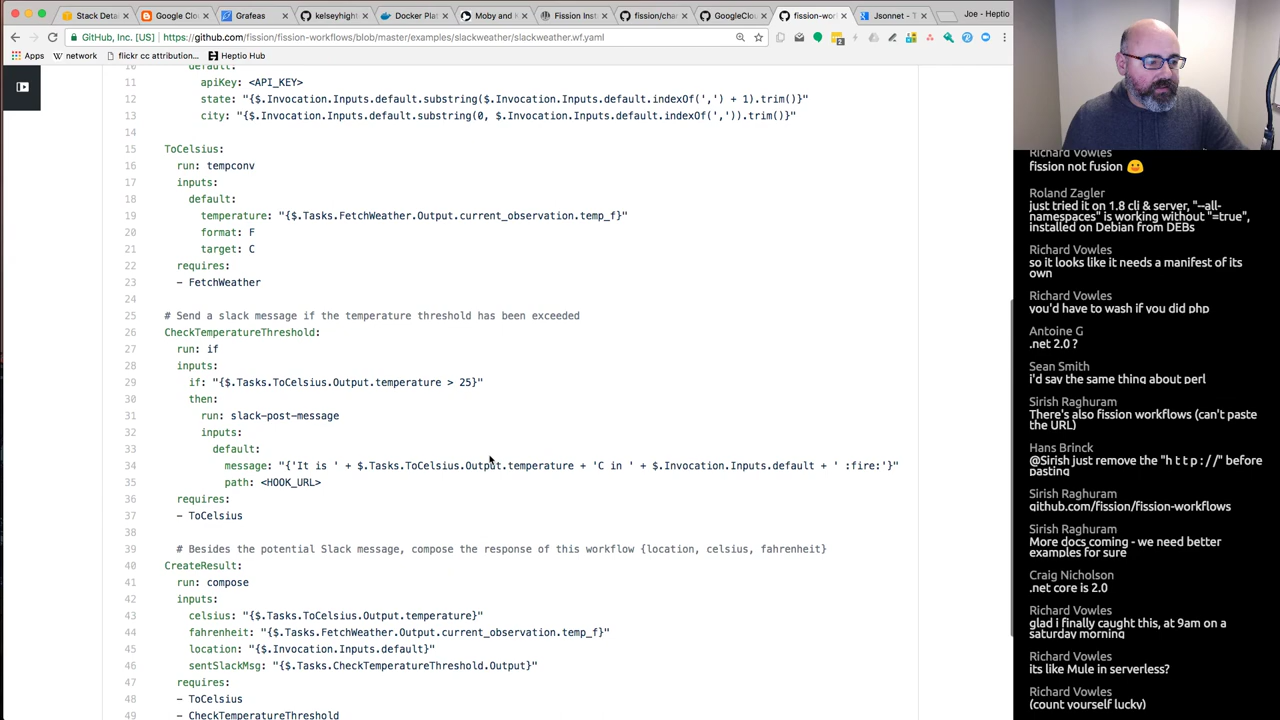 Stack Deta
Google Clo
Grafeas
kelseyhight
Docker Plat
Moby and K
Fission Inst
fission/char
GoogleClou
fission-wor
Jsonnet - T
Joe - Heptio
GitHub, Inc. [US]
https://github.com/fission/fission-workflows/blob/master/examples/slackweather/slackweather.wf.yaml
Apps
network
flickr cc attribution...
Heptio Hub
10 default:
11 apiKey: <API_KEY>
12 state: "{$.Invocation.Inputs.default.substring($.Invocation.Inputs.default.indexOf(',') + 1).trim()}"
13 city: "{$.Invocation.Inputs.default.substring(0, $.Invocation.Inputs.default.indexOf(',')).trim()}"
14
15 ToCelsius:
16 run: tempconv
17 inputs:
18 default:
19 temperature: "{$.Tasks.FetchWeather.Output.current_observation.temp_f}"
20 format: F
21 target: C
22 requires:
23 - FetchWeather
24
25 # Send a slack message if the temperature threshold has been exceeded
26 CheckTemperatureThreshold:
27 run: if
28 inputs:
29 if: "{$.Tasks.ToCelsius.Output.temperature > 25}"
30 then:
31 run: slack-post-message
32 inputs:
33 default:
34 message: "{'It is ' + $.Tasks.ToCelsius.Output.temperature + 'C in ' + $.Invocation.Inputs.default + ' :fire:'}"
35 path: <HOOK_URL>
36 requires:
37 - ToCelsius
38
39 # Besides the potential Slack message, compose the response of this workflow {location, celsius, fahrenheit}
40 CreateResult:
41 run: compose
42 inputs:
43 celsius: "{$.Tasks.ToCelsius.Output.temperature}"
44 fahrenheit: "{$.Tasks.FetchWeather.Output.current_observation.temp_f}"
45 location: "{$.Invocation.Inputs.default}"
46 sentSlackMsg: "{$.Tasks.CheckTemperatureThreshold.Output}"
47 requires:
48 - ToCelsius
49 - CheckTemperatureThreshold
Richard Vowles
fission not fusion
Roland Zagler
just tried it on 1.8 cli & server, "--all-
namespaces" is working without "=true",
installed on Debian from DEBs
Richard Vowles
so it looks like it needs a manifest of its
own
Richard Vowles
you'd have to wash if you did php
Antoine G
.net 2.0 ?
Sean Smith
i'd say the same thing about perl
Sirish Raghuram
There's also fission workflows (can't paste
the URL)
Hans Brinck
@Sirish just remove the "h t t p : / /" before
pasting
Sirish Raghuram
github.com/fission/fission-workflows
Sirish Raghuram
More docs coming - we need better
examples for sure
Craig Nicholson
.net core is 2.0
Richard Vowles
glad i finally caught this, at 9am on a
saturday morning
Richard Vowles
its like Mule in serverless?
Richard Vowles
(count yourself lucky)